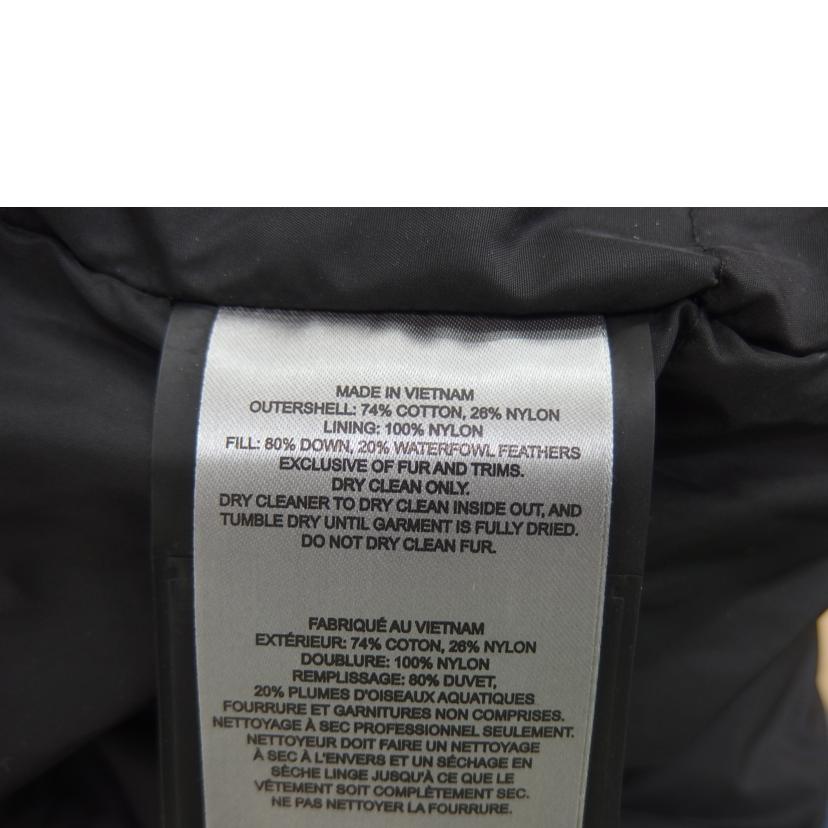 MADE IN VIETNAM
OUTERSHELL: 74% COTTON, 26% NYLON
LINING: 100% NYLON
FILL: 80% DOWN, 20% WATERFOWL FEATHERS
EXCLUSIVE OF FUR AND TRIMS.
DRY CLEAN ONLY.
DRY CLEANER TO DRY CLEAN INSIDE OUT, AND
TUMBLE DRY UNTIL GARMENT IS FULLY DRIED.
DO NOT DRY CLEAN FUR.
FABRIQUÉ AU VIETNAM
EXTÉRIEUR: 74% COTON, 26% NYLON
DOUBLURE: 100% NYLON
REMPLISSAGE: 80% DUVET,
20% PLUMES D'OISEAUX AQUATIQUES
FOURRURE ET GARNITURES NON COMPRISES.
NETTOYAGE À SEC PROFESSIONNEL SEULEMENT.
NETTOYEUR DOIT FAIRE UN NETTOYAGE
À SEC À L'ENVERS ET UN SÉCHAGE EN
SÈCHE LINGE JUSQU'À CE QUE LE
VÊTEMENT SOIT COMPLÈTEMENT SEC.
NE PAS NETTOYER LA FOURRURE.